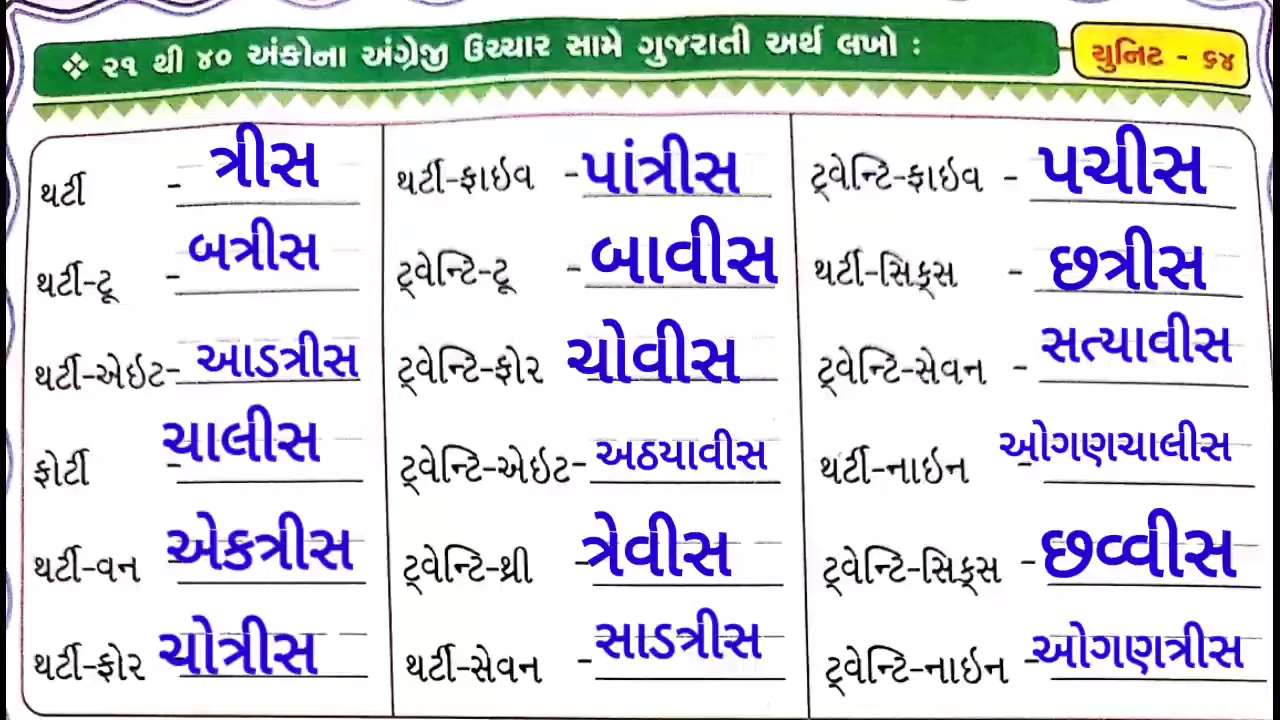 ❖ ૨૧ થી ૪૦ અંકોના અંગ્રેજી ઉચ્ચાર સામે ગુજરાતી અર્થ લખો :
યુનિટ - ૬૪
થર્ટી - ત્રીસ
થર્ટી-ટૂ - બત્રીસ
થર્ટી-એઇટ- આડત્રીસ
ફોર્ટી - ચાલીસ
થર્ટી-વન - એકત્રીસ
થર્ટી-ફોર ચોત્રીસ
થર્ટી-ફાઇવ - પાંત્રીસ
ટ્વેન્ટિ-ટૂ - બાવીસ
ટ્વેન્ટિ-ફોર ચોવીસ
ટ્વેન્ટિ-એઇટ- અઠયાવીસ
ટ્વેન્ટિ-થ્રી - ત્રેવીસ
થર્ટી-સેવન - સાડત્રીસ
ટ્વેન્ટિ-ફાઇવ - પચીસ
થર્ટી-સિક્સ - છત્રીસ
ટ્વેન્ટિ-સેવન - સત્યાવીસ
થર્ટી-નાઇન - ઓગણચાલીસ
ટ્વેન્ટિ-સિક્સ - છવ્વીસ
ટ્વેન્ટિ-નાઇન - ઓગણત્રીસ